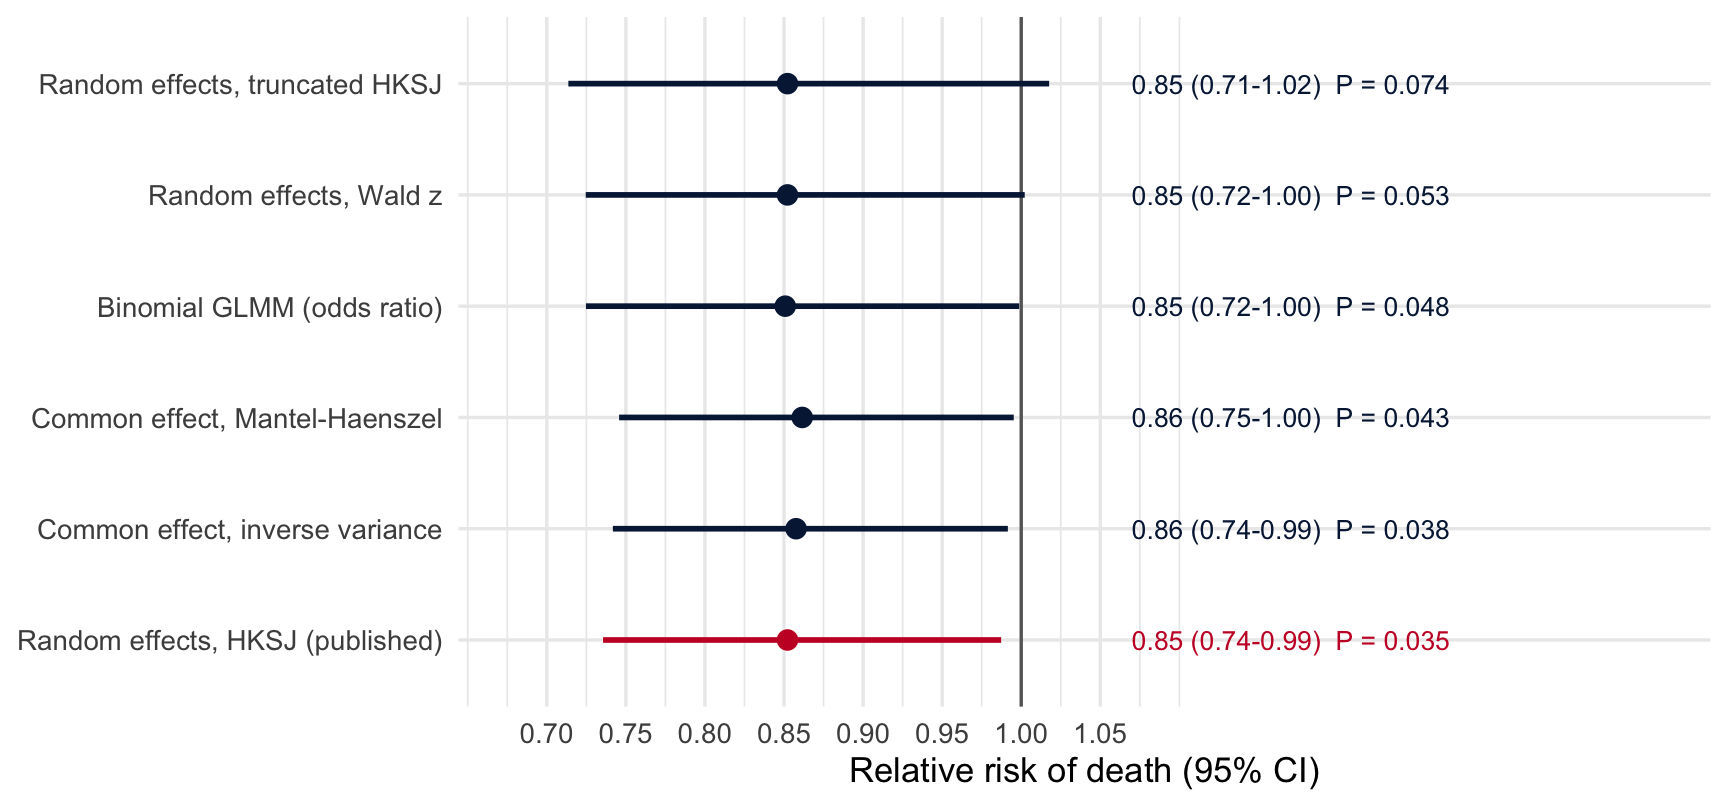 Random effects, truncated HKSJ 0.85 (0.71-1.02) P = 0.074
Random effects, Wald z 0.85 (0.72-1.00) P = 0.053
Binomial GLMM (odds ratio) 0.85 (0.72-1.00) P = 0.048
Common effect, Mantel-Haenszel 0.86 (0.75-1.00) P = 0.043
Common effect, inverse variance 0.86 (0.74-0.99) P = 0.038
Random effects, HKSJ (published) 0.85 (0.74-0.99) P = 0.035
0.70 0.75 0.80 0.85 0.90 0.95 1.00 1.05
Relative risk of death (95% CI)